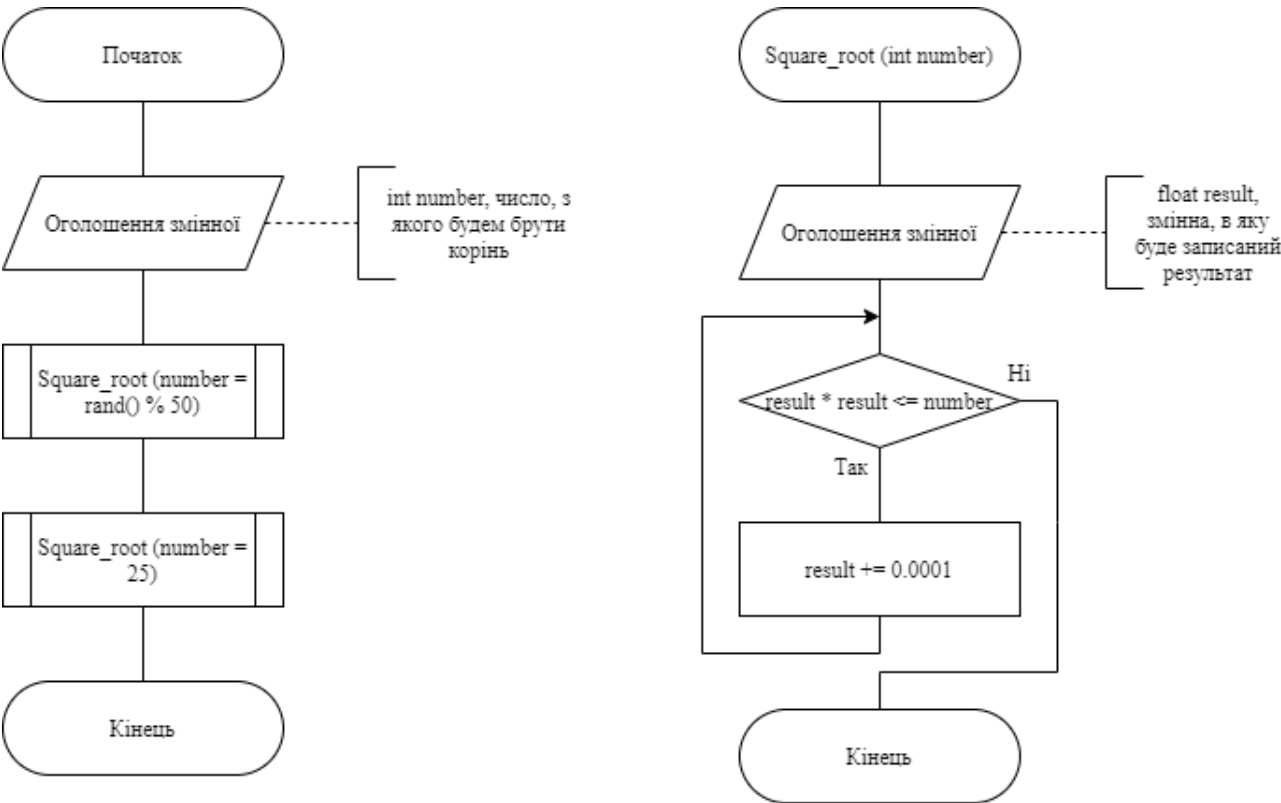 Початок
Оголошення змінної
int number, число, з
якого будем брути
корінь
Square_root (number =
rand() % 50)
Square_root (number =
25)
Кінець
Square_root (int number)
Оголошення змінної
float result,
змінна, в яку
буде записаний
результат
result * result <= number
Ні
Так
result += 0.0001
Кінець